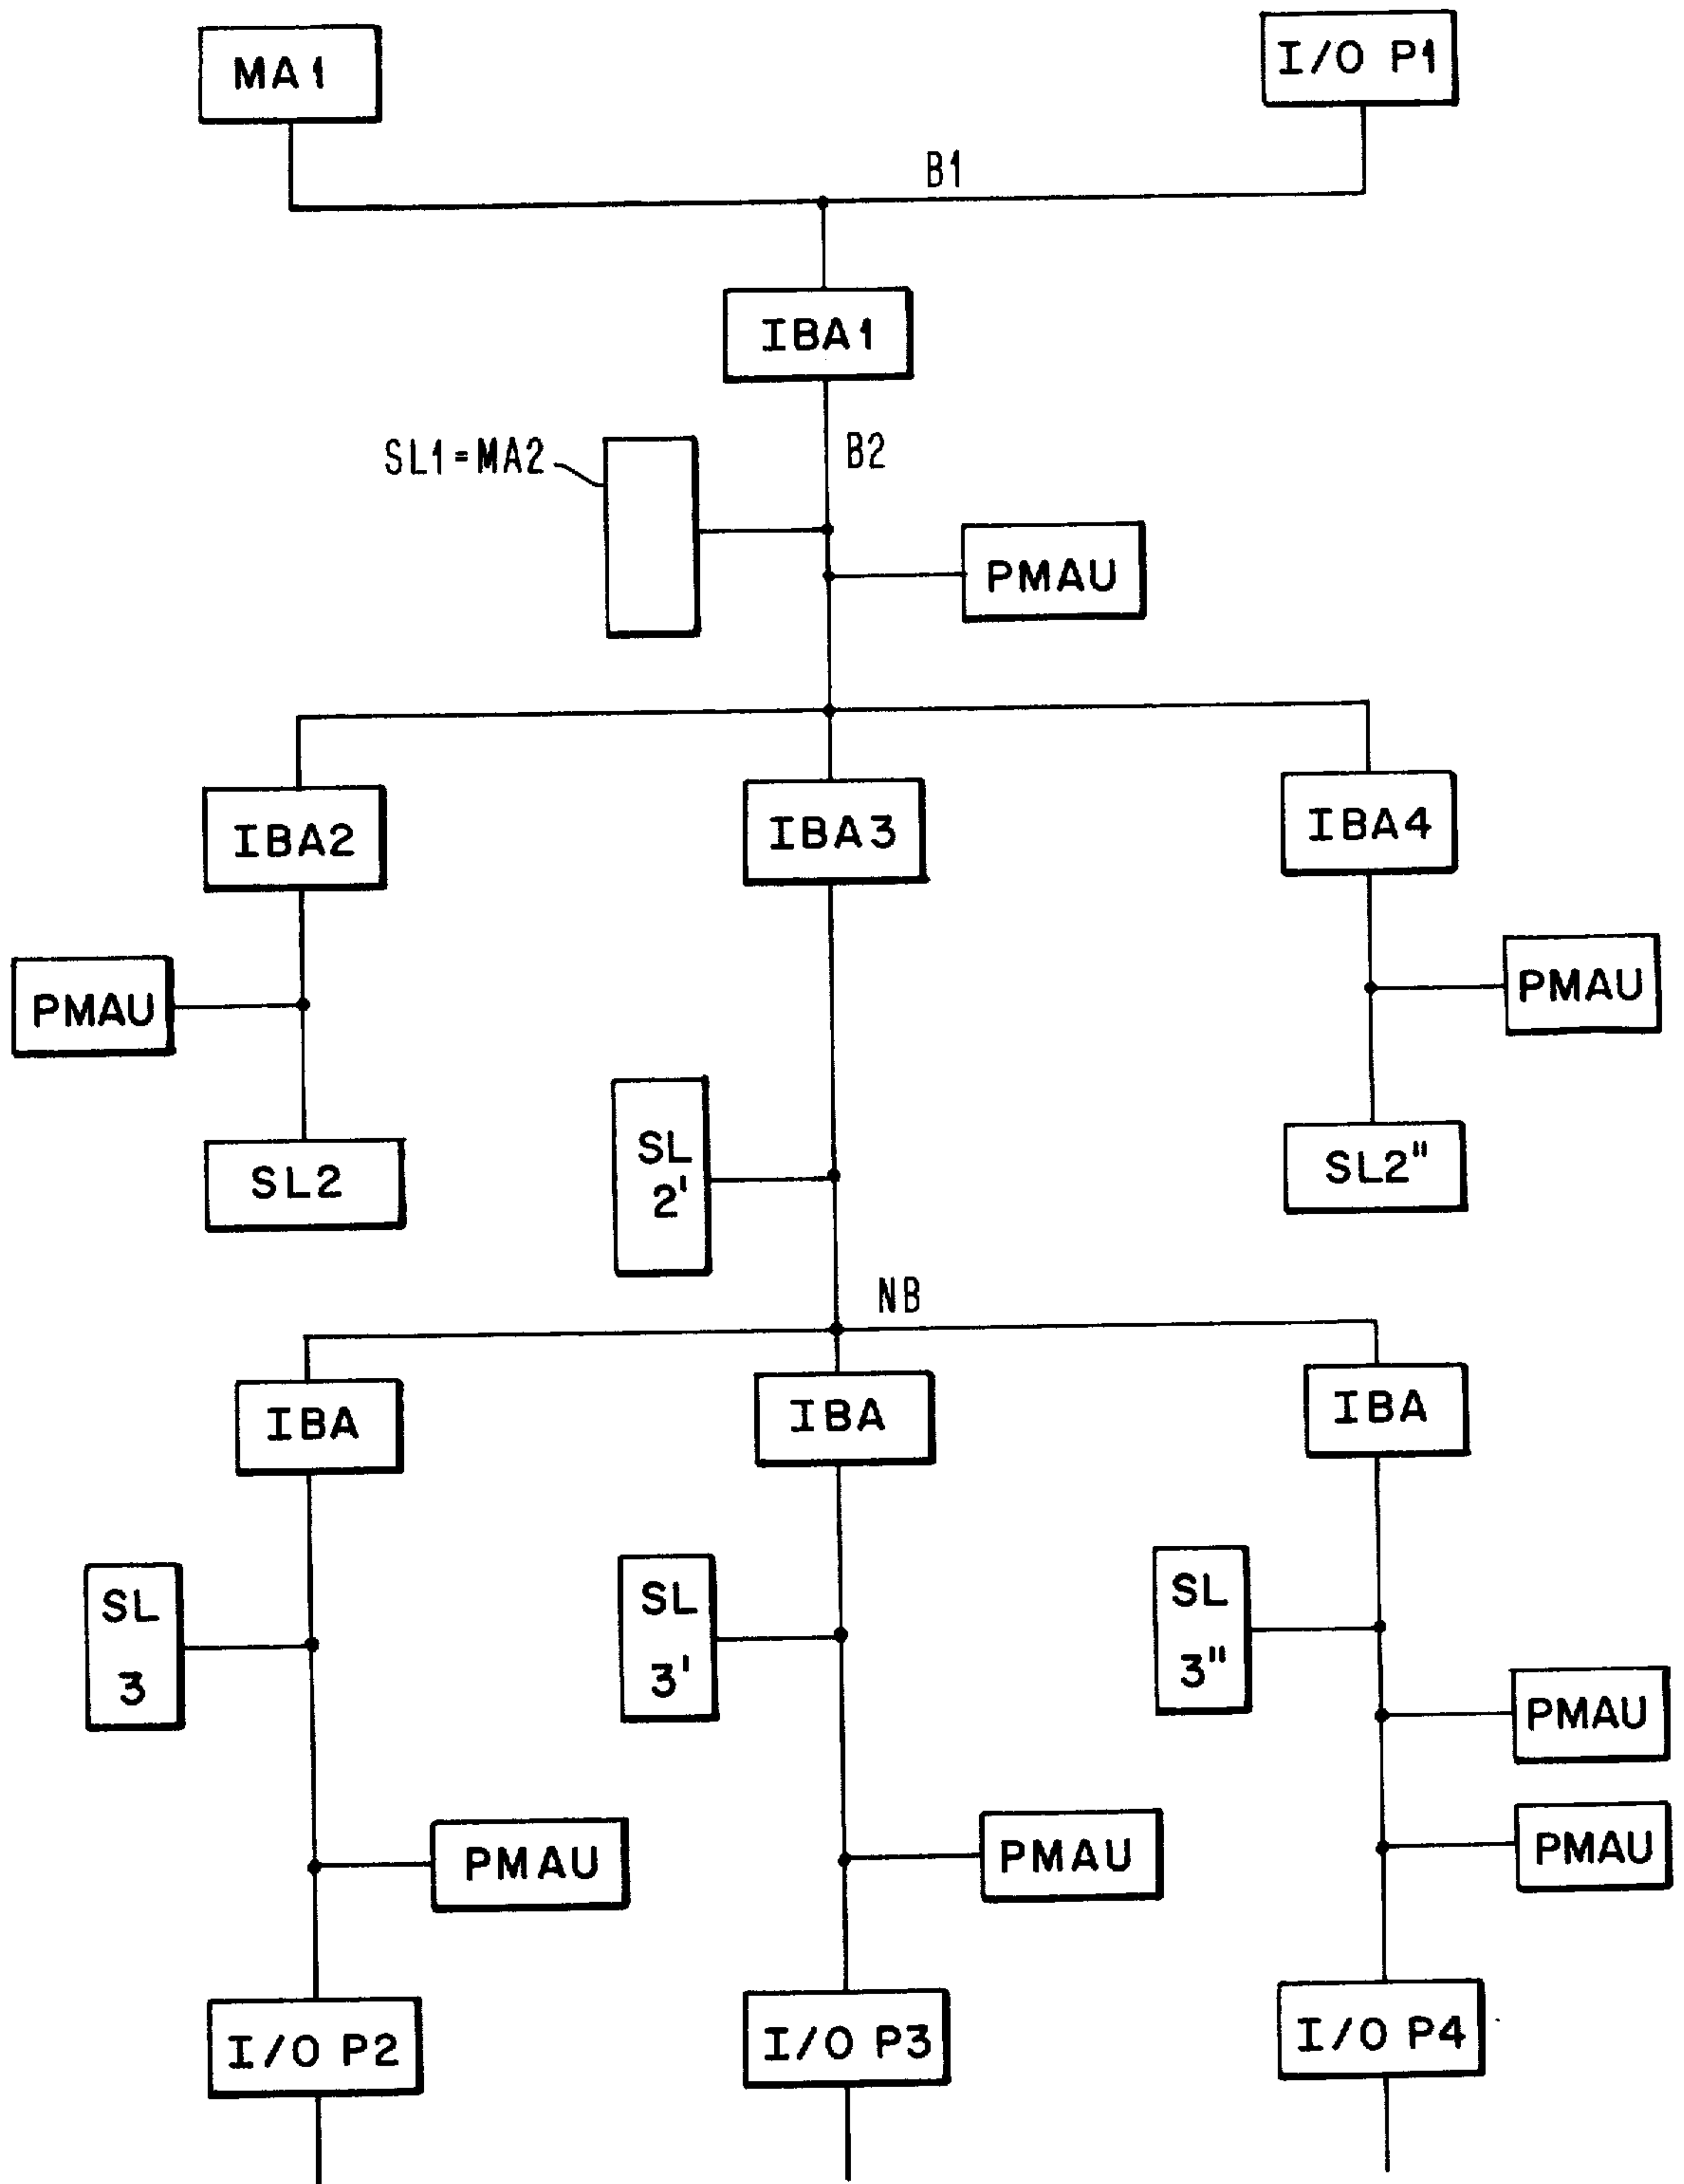 MA1
I/O P1
B1
IBA1
SL1=MA2
B2
PMAU
IBA2
IBA3
IBA4
PMAU
PMAU
SL
2'
SL2
SL2"
NB
IBA
IBA
IBA
SL
3
SL
3'
SL
3"
PMAU
PMAU
PMAU
PMAU
I/O P2
I/O P3
I/O P4